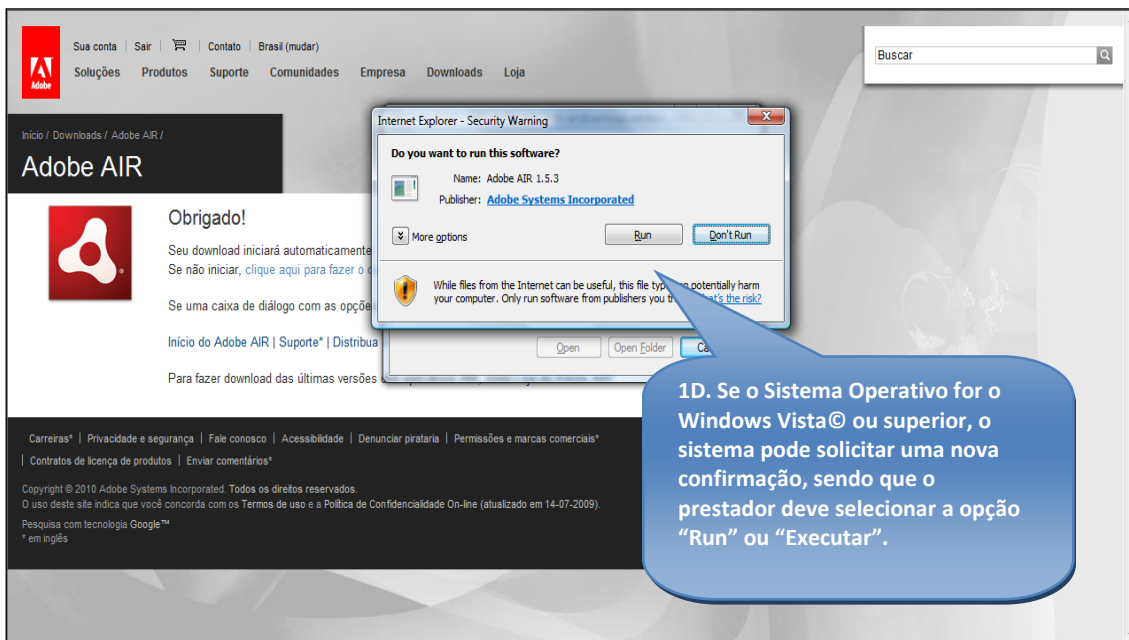 Sua conta | Sair | | Contato | Brasil (mudar)
Soluções Produtos Suporte Comunidades Empresa Downloads Loja
Adobe
Buscar
Início / Downloads / Adobe AIR /
Adobe AIR
Internet Explorer - Security Warning
Do you want to run this software?
Name: Adobe AIR 1.5.3
Publisher: Adobe Systems Incorporated
More options
Run
Don't Run
While files from the Internet can be useful, this file type potentially harm
your computer. Only run software from publishers you What's the risk?
Open
Open Folder
Obrigado!
Seu download iniciará automaticamente
Se não iniciar, clique aqui para fazer o
Se uma caixa de diálogo com as
Início do Adobe AIR | Suporte* | Distribua
Para fazer download das últimas versões
1D. Se o Sistema Operativo for o
Windows Vista© ou superior, o
sistema pode solicitar uma nova
confirmação, sendo que o
prestador deve selecionar a opção
“Run” ou “Executar”.
Carreiras* | Privacidade e segurança | Fale conosco | Acessibilidade | Denunciar pirataria | Permissões e marcas comerciais*
| Contratos de licença de produtos | Enviar comentários*
Copyright © 2010 Adobe Systems Incorporated. Todos os direitos reservados.
O uso deste site indica que você concorda com os Termos de uso e a Política de Confidencialidade On-line (atualizado em 14-07-2009).
Pesquisa com tecnologia Google™
* em inglês